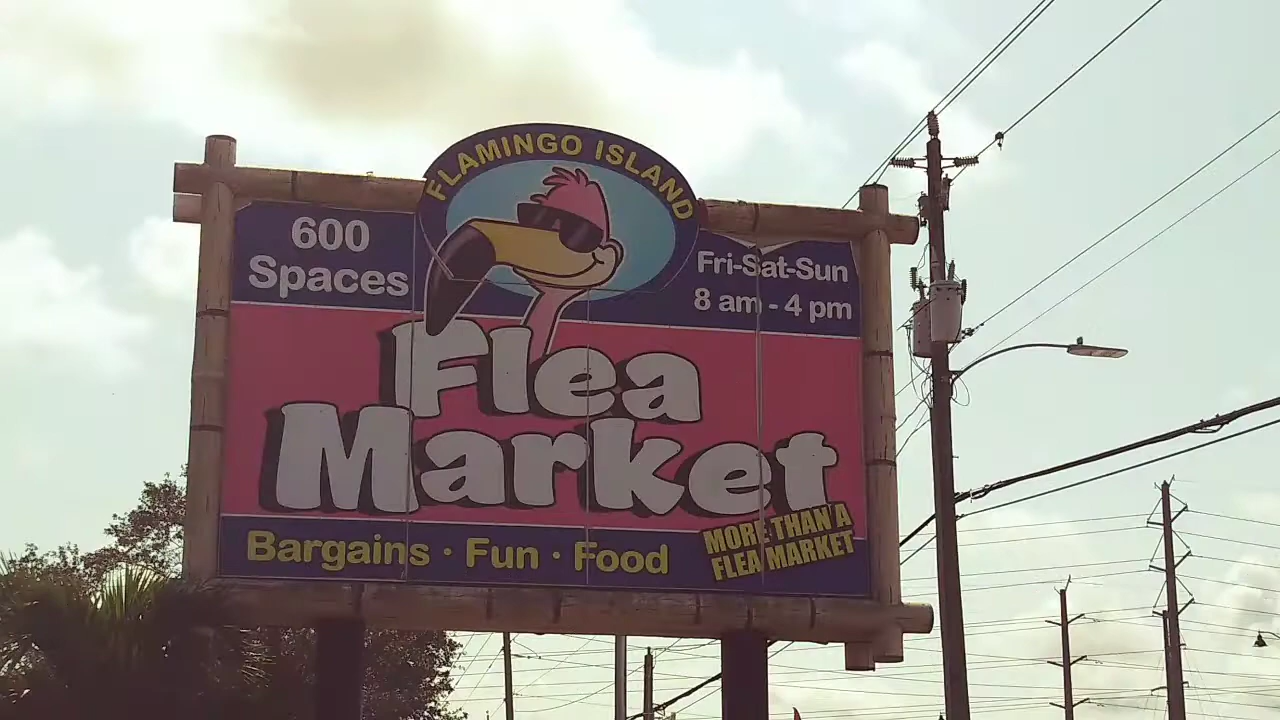 FLAMINGO ISLAND
600
Spaces
Fri-Sat-Sun
8 am - 4 pm
Flea
Market
Bargains · Fun · Food
MORE THAN A
FLEA MARKET